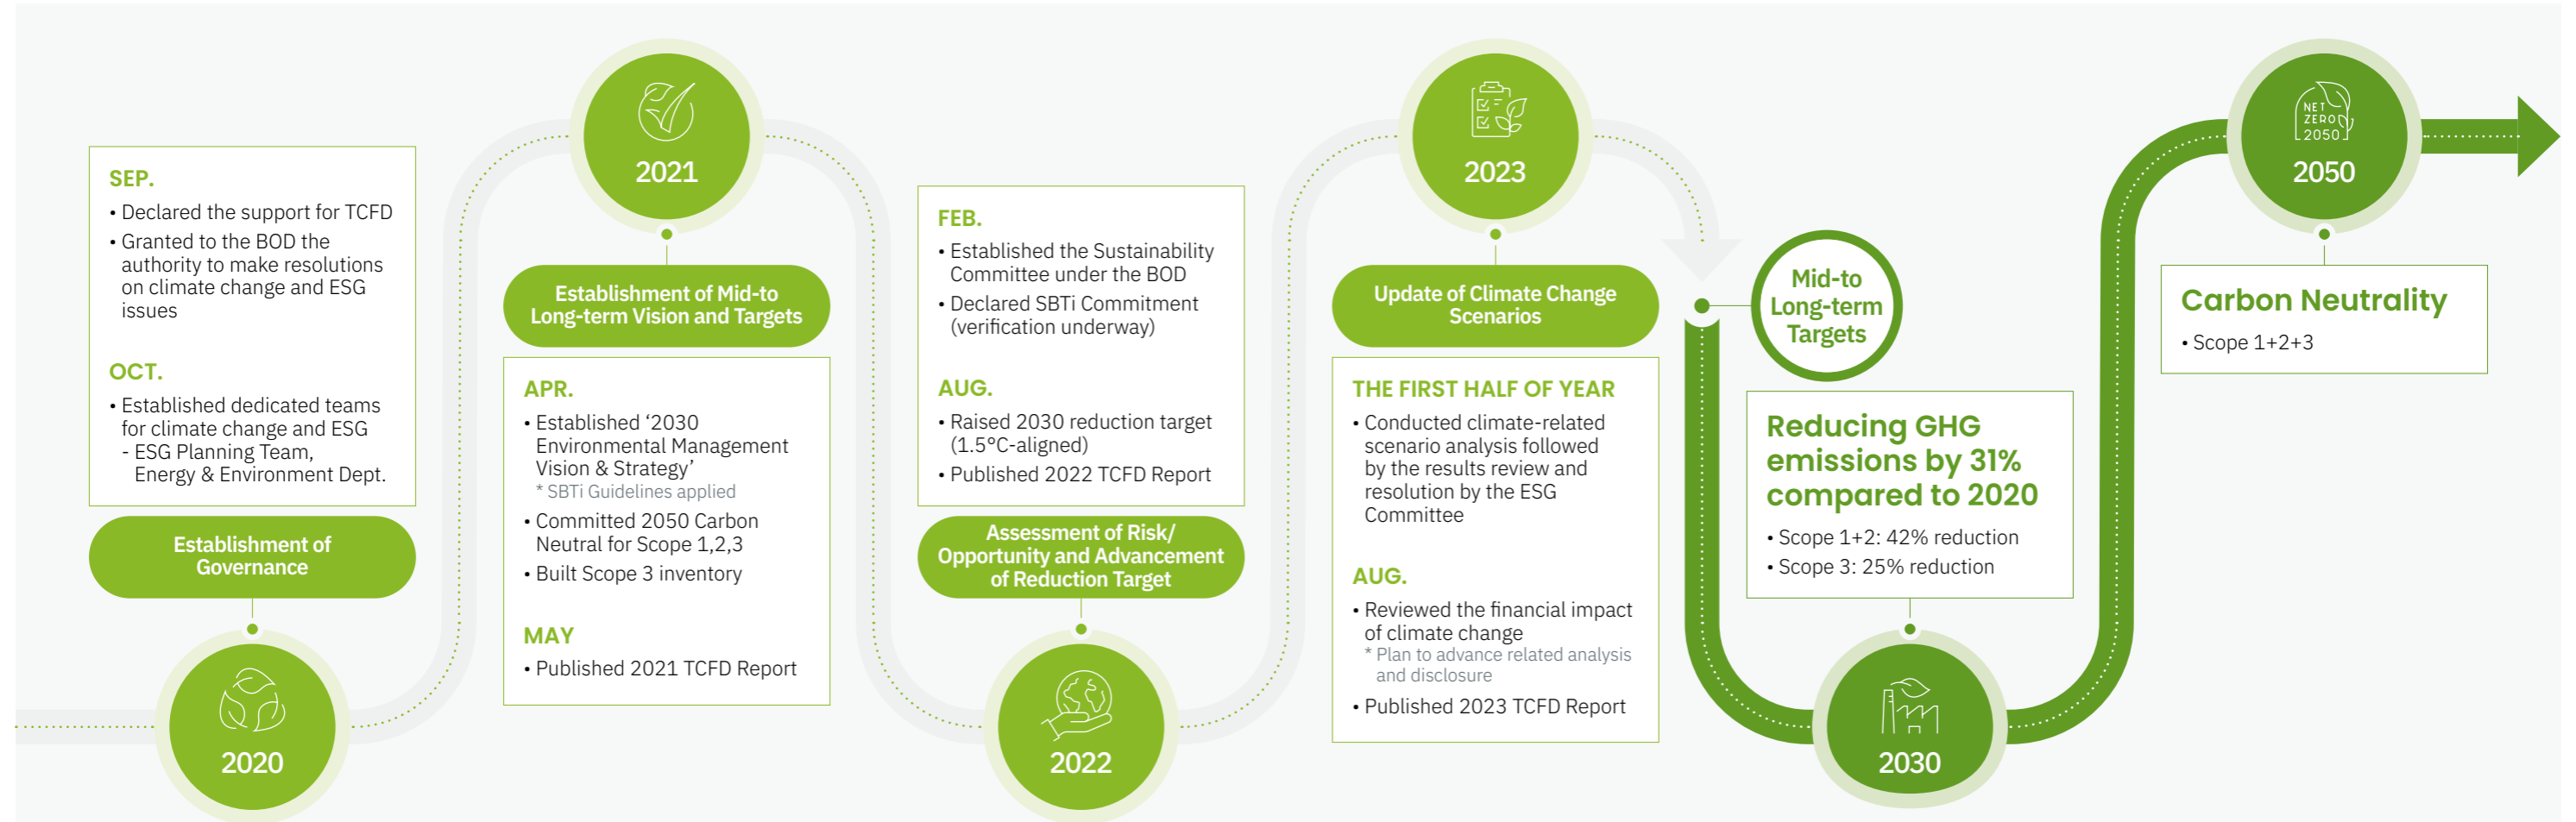 SEP.
• Declared the support for TCFD
• Granted to the BOD the
authority to make resolutions
on climate change and ESG
issues
OCT.
• Established dedicated teams
for climate change and ESG
- ESG Planning Team,
Energy & Environment Dept.
Establishment of
Governance
2020
2021
Establishment of Mid-to
Long-term Vision and Targets
APR.
• Established ‘2030
Environmental Management
Vision & Strategy’
* SBTi Guidelines applied
• Committed 2050 Carbon
Neutral for Scope 1,2,3
• Built Scope 3 inventory
MAY
• Published 2021 TCFD Report
FEB.
• Established the Sustainability
Committee under the BOD
• Declared SBTi Commitment
(verification underway)
AUG.
• Raised 2030 reduction target
(1.5°C-aligned)
• Published 2022 TCFD Report
Assessment of Risk/
Opportunity and Advancement
of Reduction Target
2022
2023
Update of Climate Change
Scenarios
THE FIRST HALF OF YEAR
• Conducted climate-related
scenario analysis followed
by the results review and
resolution by the ESG
Committee
AUG.
• Reviewed the financial impact
of climate change
* Plan to advance related analysis
and disclosure
• Published 2023 TCFD Report
Mid-to
Long-term
Targets
Reducing GHG
emissions by 31%
compared to 2020
• Scope 1+2: 42% reduction
• Scope 3: 25% reduction
2030
NET
ZERO
2050
2050
Carbon Neutrality
• Scope 1+2+3